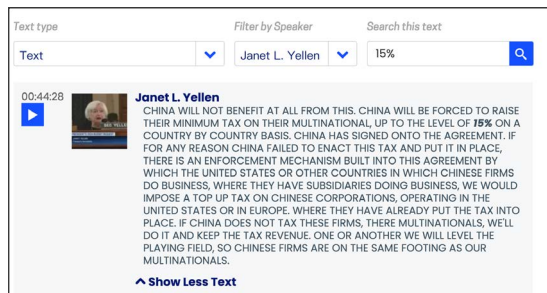 Text type Filter by Speaker Search this text
Text Janet L. Yellen 15%
00:44:28 Janet L. Yellen
CHINA WILL NOT BENEFIT AT ALL FROM THIS. CHINA WILL BE FORCED TO RAISE
THEIR MINIMUM TAX ON THEIR MULTINATIONAL, UP TO THE LEVEL OF 15% ON A
COUNTRY BY COUNTRY BASIS. CHINA HAS SIGNED ONTO THE AGREEMENT. IF
FOR ANY REASON CHINA FAILED TO ENACT THIS TAX AND PUT IT IN PLACE,
THERE IS AN ENFORCEMENT MECHANISM BUILT INTO THIS AGREEMENT BY
WHICH THE UNITED STATES OR OTHER COUNTRIES IN WHICH CHINESE FIRMS
DO BUSINESS, WHERE THEY HAVE SUBSIDIARIES DOING BUSINESS, WE WOULD
IMPOSE A TOP UP TAX ON CHINESE CORPORATIONS, OPERATING IN THE
UNITED STATES OR IN EUROPE. WHERE THEY HAVE ALREADY PUT THE TAX INTO
PLACE. IF CHINA DOES NOT TAX THESE FIRMS, THERE MULTINATIONALS, WE'LL
DO IT AND KEEP THE TAX REVENUE. ONE OR ANOTHER WE WILL LEVEL THE
PLAYING FIELD, SO CHINESE FIRMS ARE ON THE SAME FOOTING AS OUR
MULTINATIONALS.
Show Less Text